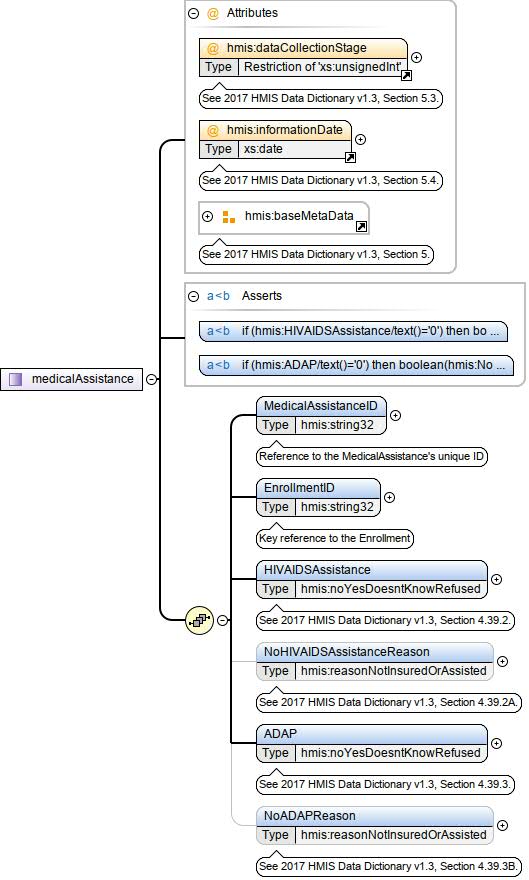 @ Attributes
@ hmis:dataCollectionStage
Type Restriction of 'xs:unsignedInt'
See 2017 HMIS Data Dictionary v1.3, Section 5.3.
@ hmis:informationDate
Type xs:date
See 2017 HMIS Data Dictionary v1.3, Section 5.4.
hmis:baseMetaData
See 2017 HMIS Data Dictionary v1.3, Section 5.
a<b Asserts
a<b if (hmis:HIVAIDSAssistance/text()='0') then bo ...
a<b if (hmis:ADAP/text()='0') then boolean(hmis:No ...
medicalAssistance
MedicalAssistanceID
Type hmis:string32
Reference to the MedicalAssistance's unique ID
EnrollmentID
Type hmis:string32
Key reference to the Enrollment
HIVAIDSAssistance
Type hmis:noYesDoesntKnowRefused
See 2017 HMIS Data Dictionary v1.3, Section 4.39.2.
NoHIVAIDSAssistanceReason
Type hmis:reasonNotInsuredOrAssisted
See 2017 HMIS Data Dictionary v1.3, Section 4.39.2A.
ADAP
Type hmis:noYesDoesntKnowRefused
See 2017 HMIS Data Dictionary v1.3, Section 4.39.3.
NoADAPReason
Type hmis:reasonNotInsuredOrAssisted
See 2017 HMIS Data Dictionary v1.3, Section 4.39.3B.